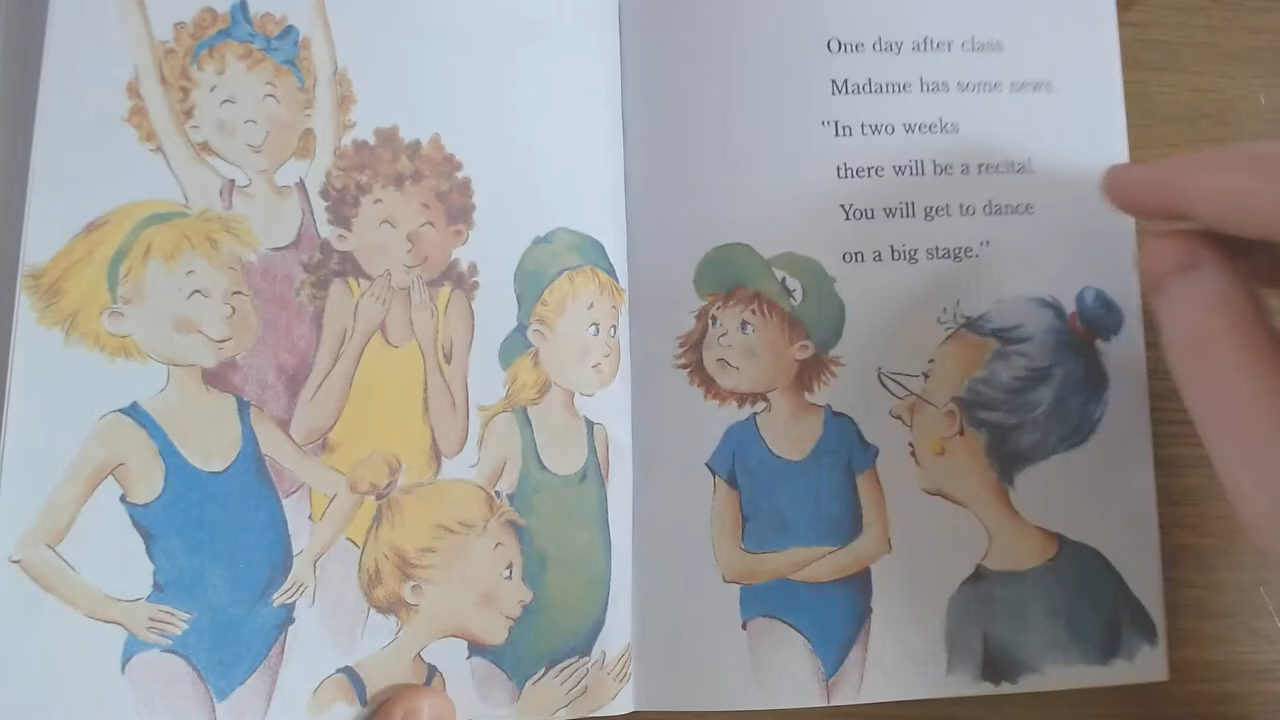 One day after class
Madame has some news.
"In two weeks
there will be a recital.
You will get to dance
on a big stage."